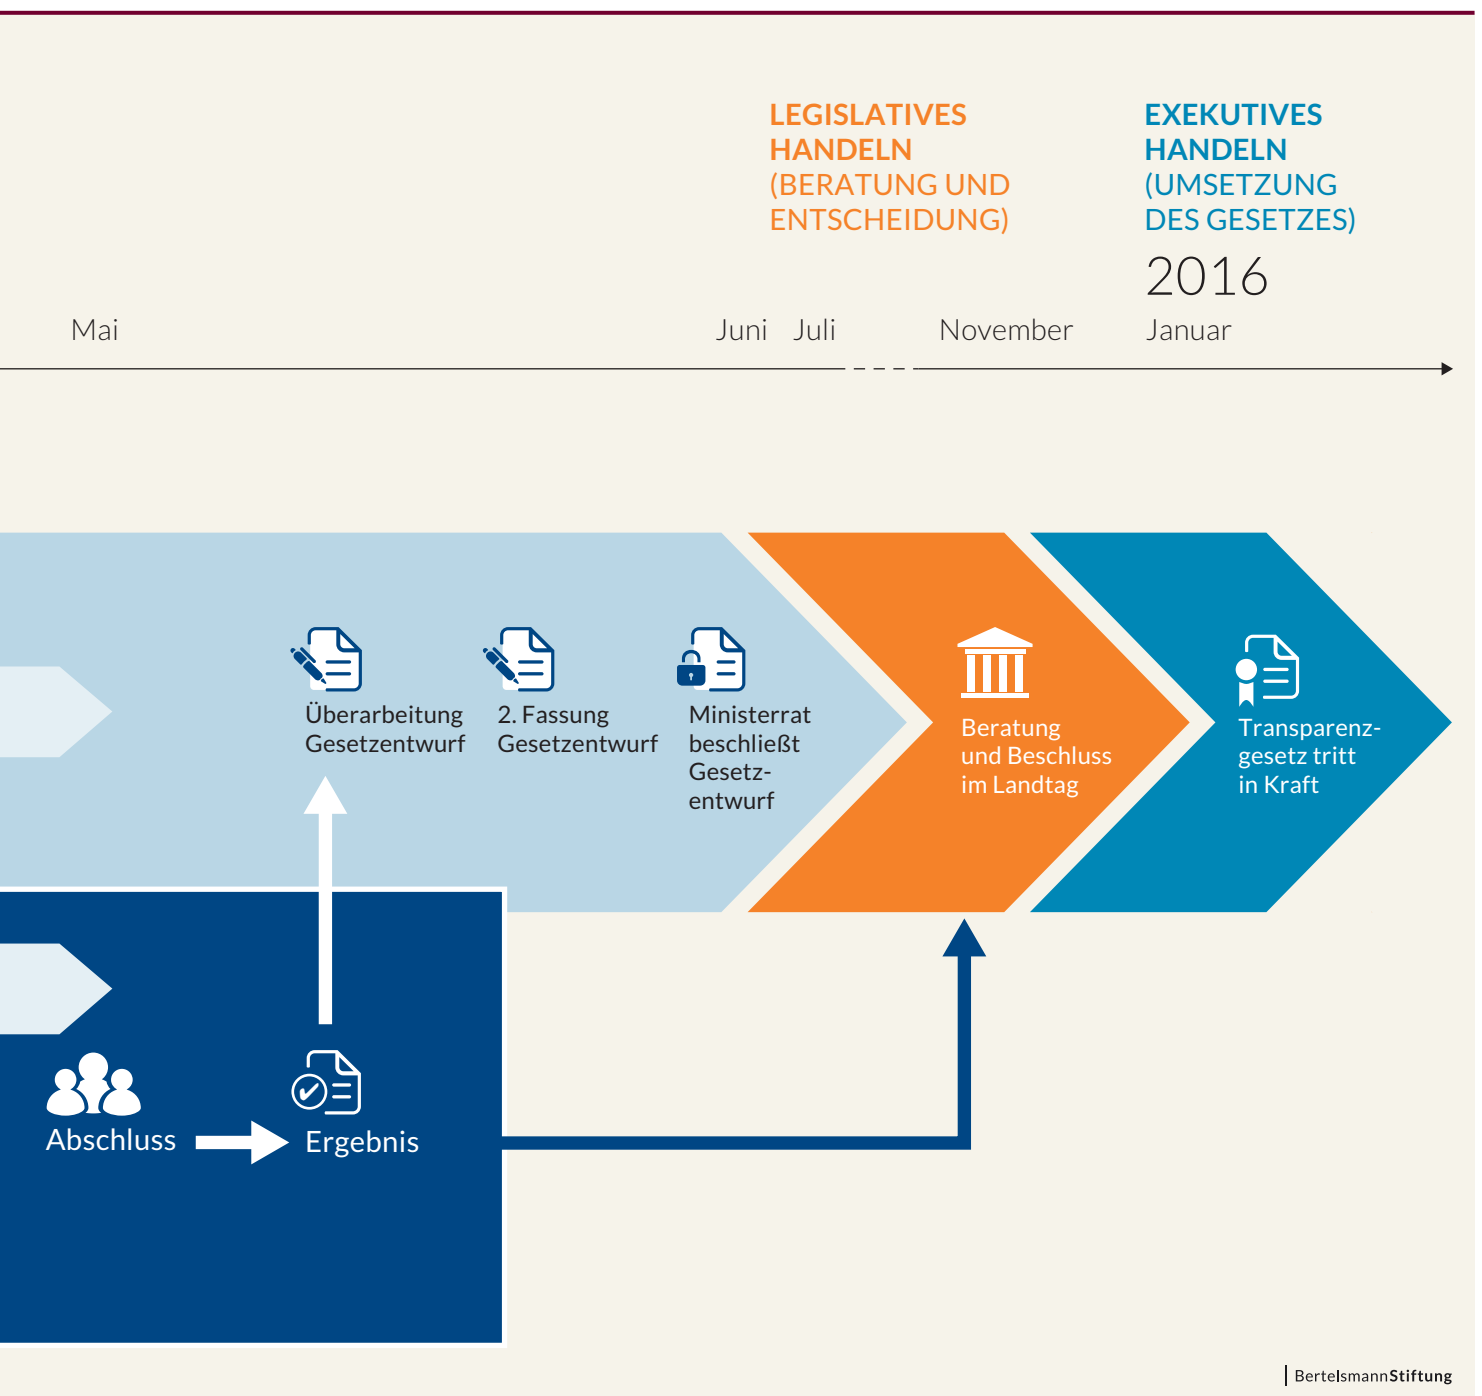 LEGISLATIVES
HANDELN
(BERATUNG UND
ENTSCHEIDUNG)
EXEKUTIVES
HANDELN
(UMSETZUNG
DES GESETZES)
2016
Mai
Juni
Juli
November
Januar
Überarbeitung
Gesetzentwurf
2. Fassung
Gesetzentwurf
Ministerrat
beschließt
Gesetz-
entwurf
Beratung
und Beschluss
im Landtag
Transparenz-
gesetz tritt
in Kraft
Abschluss
Ergebnis
BertelsmannStiftung